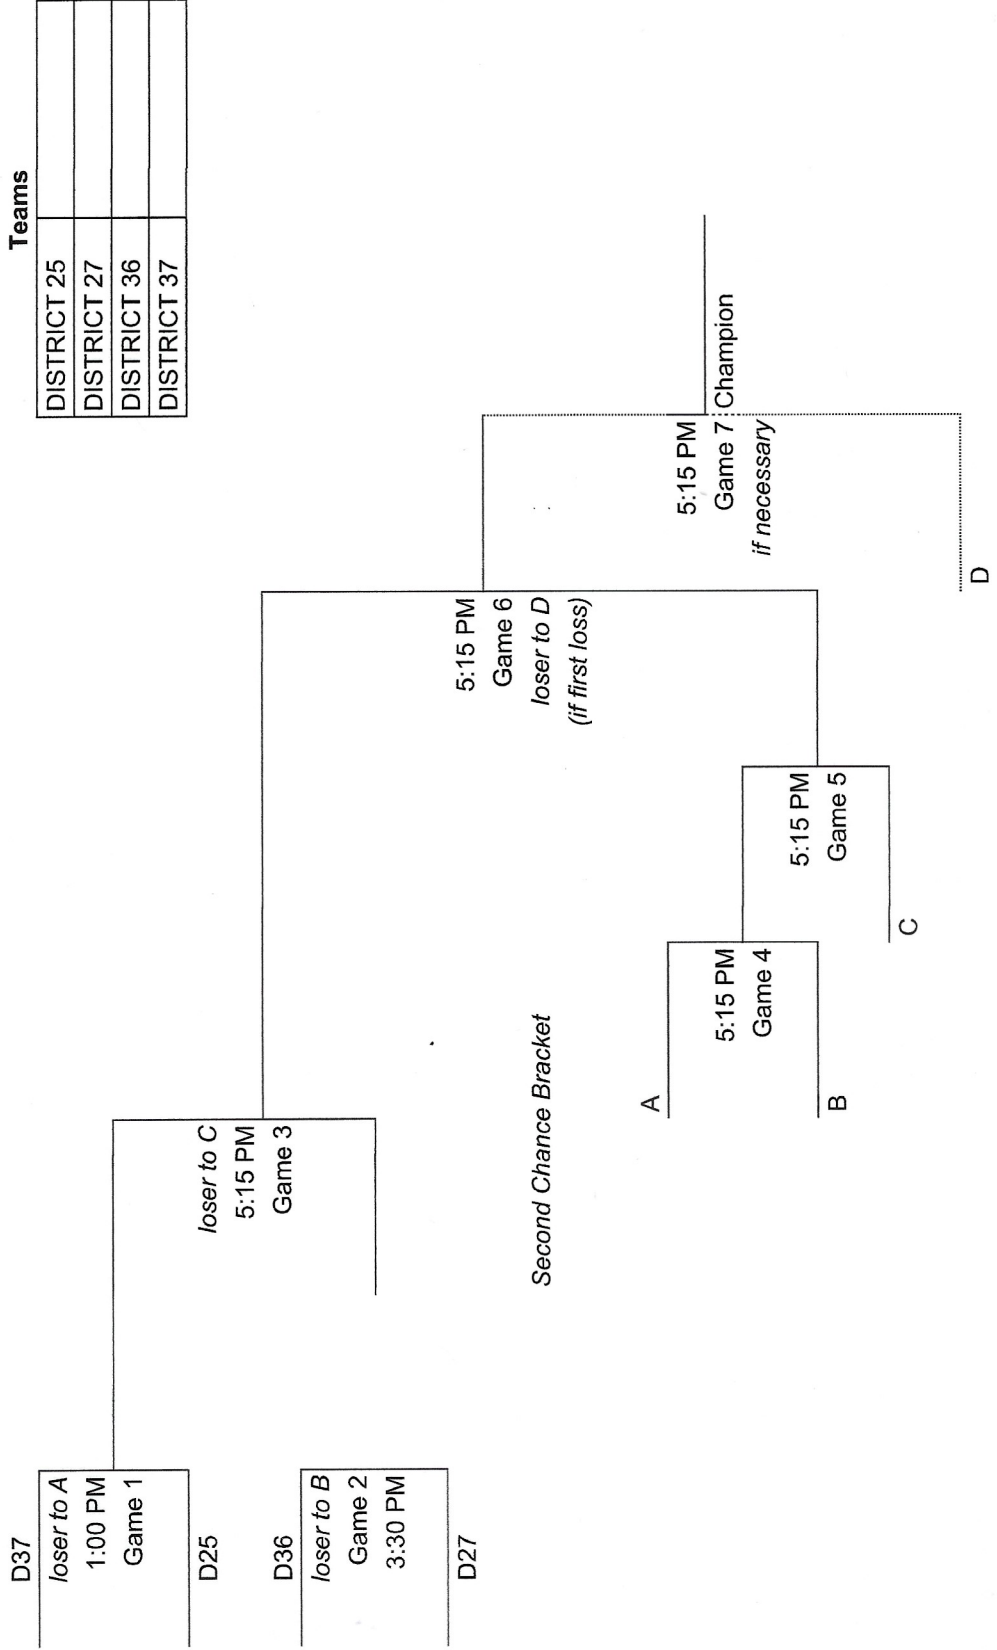 Teams
DISTRICT 25
DISTRICT 27
DISTRICT 36
DISTRICT 37
D37
loser to A
1:00 PM
Game 1
D25
D36
loser to B
Game 2
3:30 PM
D27
loser to C
5:15 PM
Game 3
Second Chance Bracket
A
5:15 PM
Game 4
B
5:15 PM
Game 5
C
5:15 PM
Game 6
loser to D
(if first loss)
5:15 PM
Game 7
if necessary
Champion
D